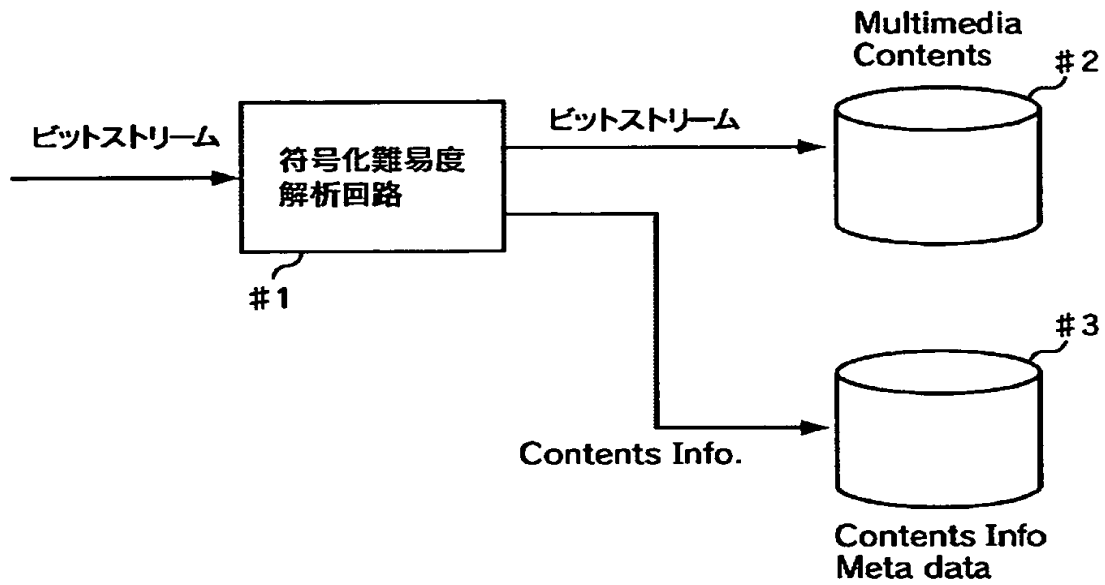 Multimedia
Contents
#2
ビットストリーム
ビットストリーム
符号化難易度
解析回路
#1
#3
Contents Info.
Contents Info
Meta data